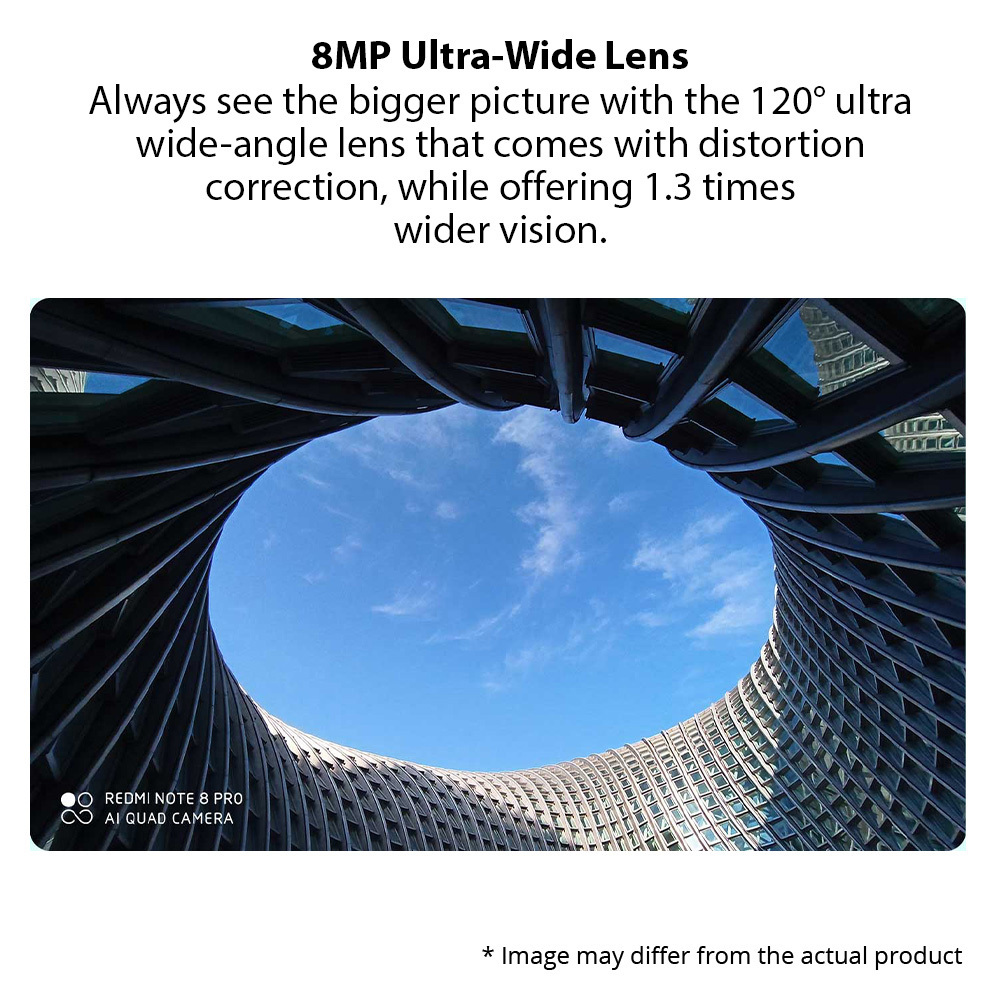 8MP Ultra-Wide Lens
Always see the bigger picture with the 120° ultra
wide-angle lens that comes with distortion
correction, while offering 1.3 times
wider vision.
REDMI NOTE 8 PRO
AI QUAD CAMERA
* Image may differ from the actual product